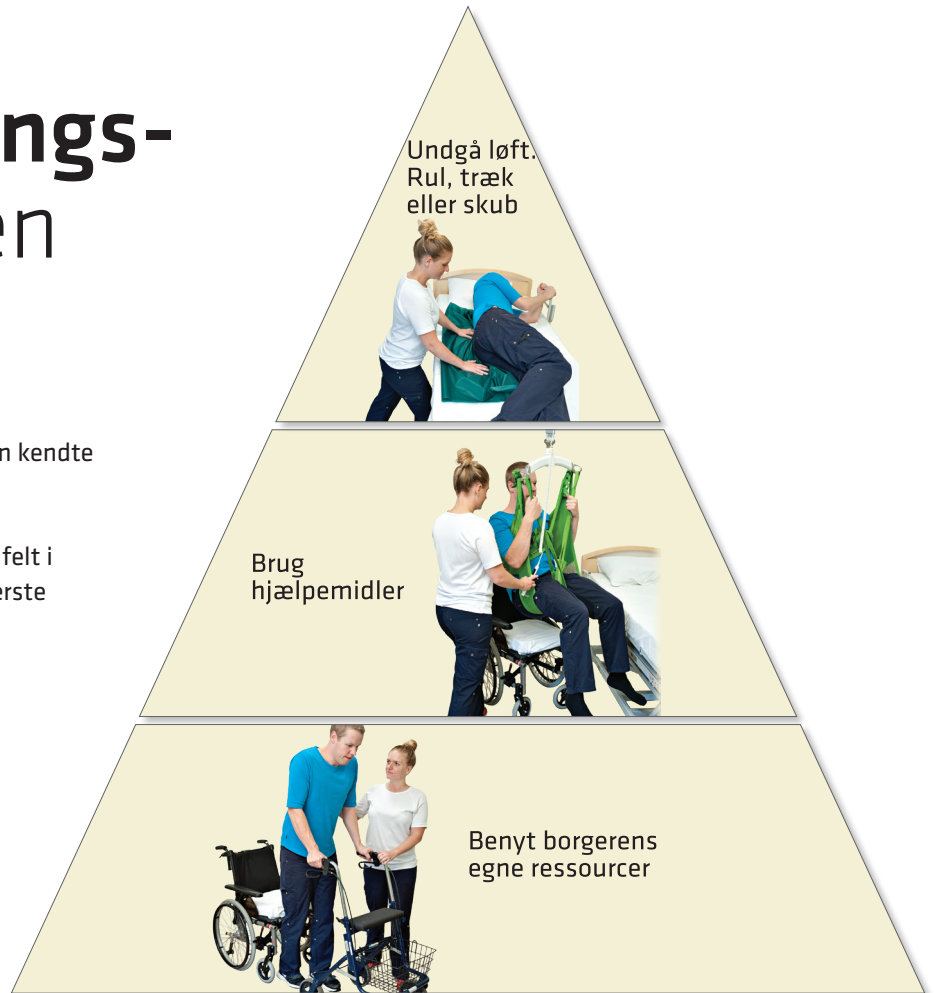 ngs-
en
n kendte
felt i
erste
Undgå løft.
Rul, træk
eller skub
Brug
hjælpemidler
Benyt borgerens
egne ressourcer